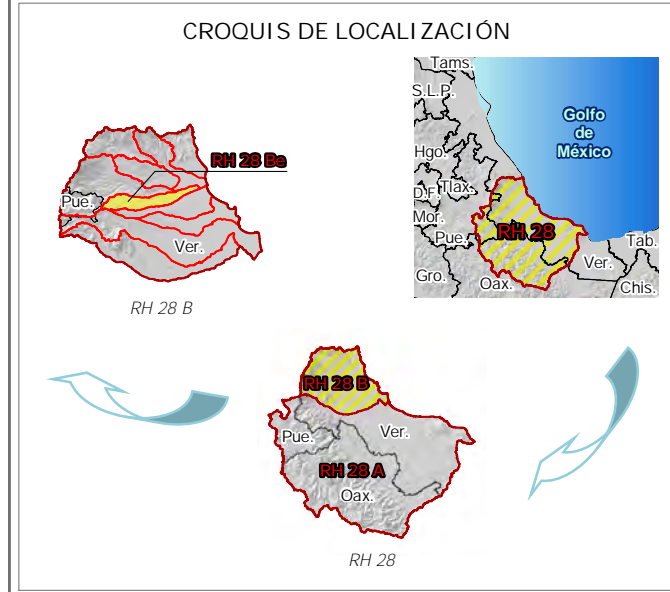 CROQUIS DE LOCALIZACIÓN
RH 28 Be
Pue.
Ver.
RH 28 B
Tams.
S.L.P.
Golfo
de
México
Hgo.
Tlax.
D.F.
Mor.
Pue.
RH 28
Tab.
Ver.
Gro.
Oax.
Chis.
RH 28 B
Pue.
Ver.
RH 28 A
Oax.
RH 28